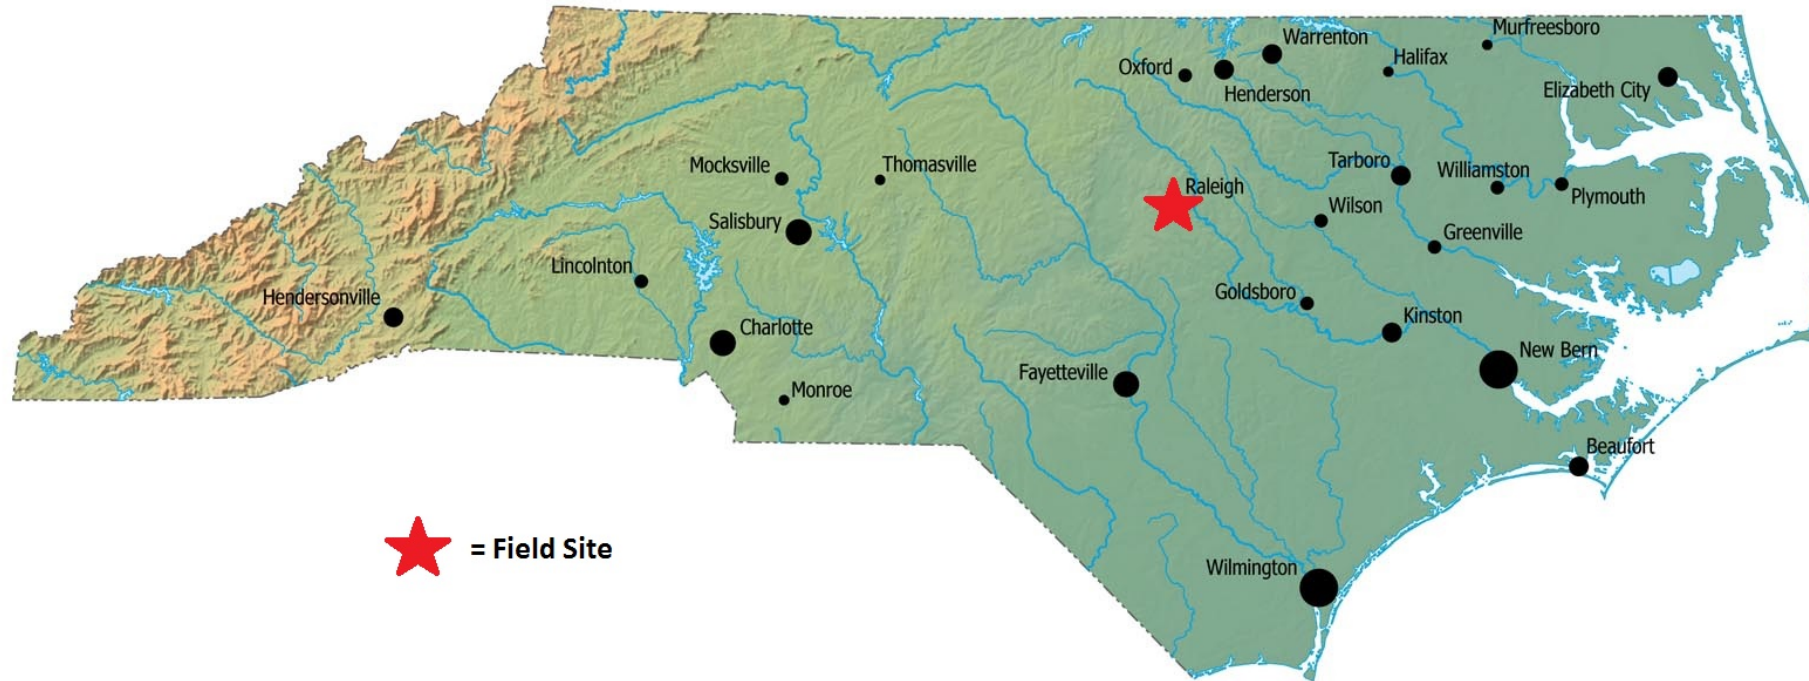 Murfreesboro
Warrenton
Halifax
Oxford
Henderson
Elizabeth City
Mocksville
Thomasville
Tarboro
Williamston
Plymouth
Raleigh
Wilson
Salisbury
Greenville
Lincolnton
Hendersonville
Goldsboro
Kinston
Charlotte
New Bern
Fayetteville
Monroe
Beaufort
= Field Site
Wilmington